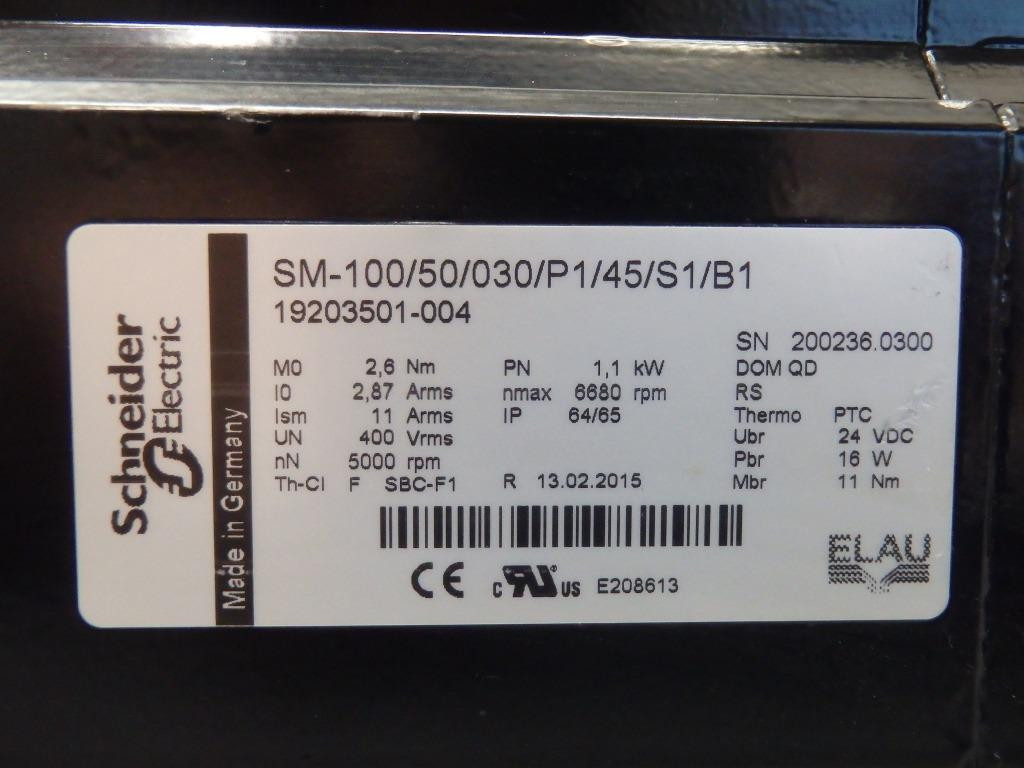 Schneider
Electric
Made in Germany
SM-100/50/030/P1/45/S1/B1
19203501-004
SN 200236.0300
M0 2,6 Nm PN 1,1 kW DOM QD
I0 2,87 Arms nmax 6680 rpm RS
Ism 11 Arms IP 64/65 Thermo PTC
UN 400 Vrms Ubr 24 VDC
nN 5000 rpm Pbr 16 W
Th-Cl F SBC-F1 R 13.02.2015 Mbr 11 Nm
CE c RU US E208613
ELAU